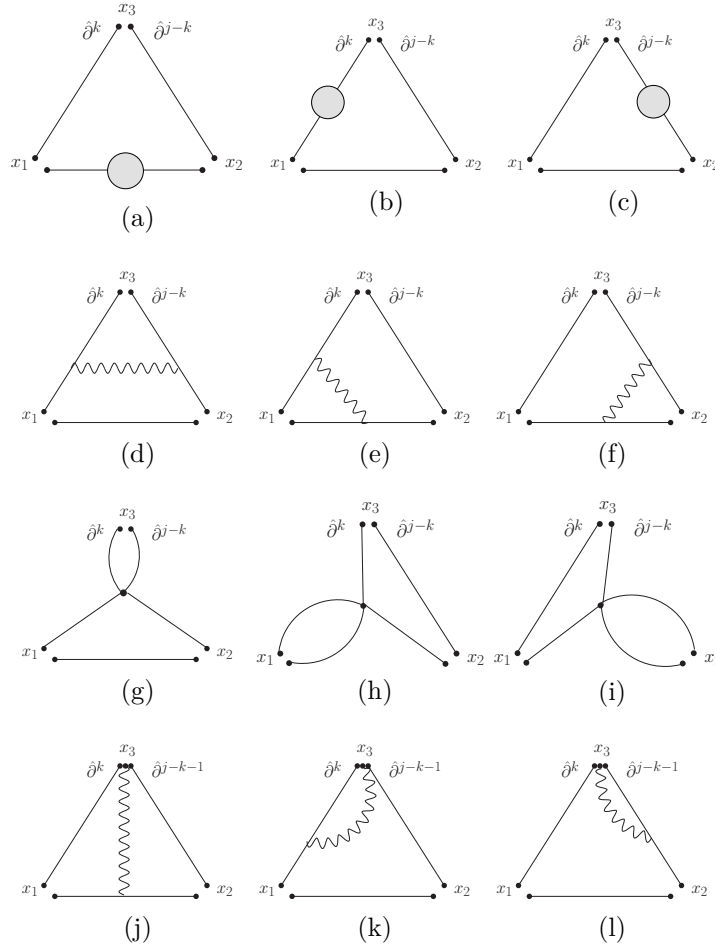 x₃ x₃ x₃
∂̂ᵏ ∂̂ʲ⁻ᵏ ∂̂ᵏ ∂̂ʲ⁻ᵏ ∂̂ᵏ ∂̂ʲ⁻ᵏ
x₁ x₂ x₁ x₂ x₁ x₂
(a) (b) (c)
x₃ x₃ x₃
∂̂ᵏ ∂̂ʲ⁻ᵏ ∂̂ᵏ ∂̂ʲ⁻ᵏ ∂̂ᵏ ∂̂ʲ⁻ᵏ
x₁ x₂ x₁ x₂ x₁ x₂
(d) (e) (f)
x₃ x₃ x₃
∂̂ᵏ ∂̂ʲ⁻ᵏ ∂̂ᵏ ∂̂ʲ⁻ᵏ ∂̂ᵏ ∂̂ʲ⁻ᵏ
x₁ x₂ x₁ x₂ x₁ x
(g) (h) (i)
x₃ x₃ x₃
∂̂ᵏ ∂̂ʲ⁻ᵏ⁻¹ ∂̂ᵏ ∂̂ʲ⁻ᵏ⁻¹ ∂̂ᵏ ∂̂ʲ⁻ᵏ⁻¹
x₁ x₂ x₁ x₂ x₁ x₂
(j) (k) (l)